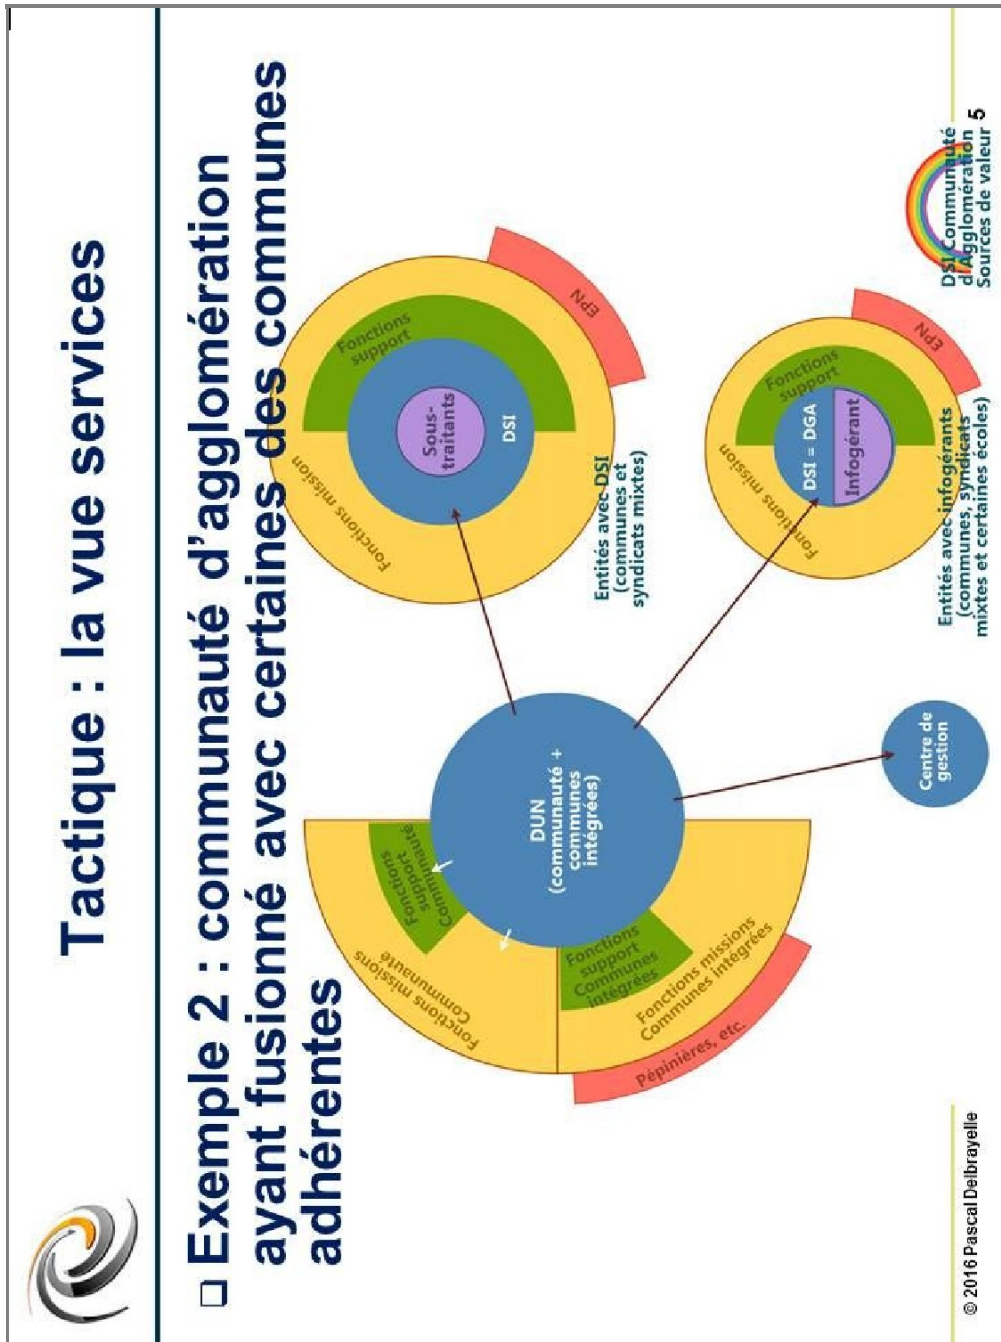 Tactique : la vue services
❑ Exemple 2 : communauté d’agglomération
ayant fusionné avec certaines des communes
adhérentes
Fonctions missions
Communauté
Fonctions
support
Communauté
DUN
(communauté +
communes
intégrées)
Fonctions
support
Communes
intégrées
Fonctions missions
Communes intégrées
Pépinières, etc.
Fonctions mission
Fonctions
support
Sous-
traitants
DSI
EPN
Entités avec DSI
(communes et
syndicats mixtes)
Fonctions mission
Fonctions
support
DSI = DGA
Infogérant
EPN
Entités avec infogérants
(communes, syndicats
mixtes et certaines écoles)
Centre de
gestion
DSI Communauté
d'Agglomération
Sources de valeur
© 2016 Pascal Delbrayelle
5